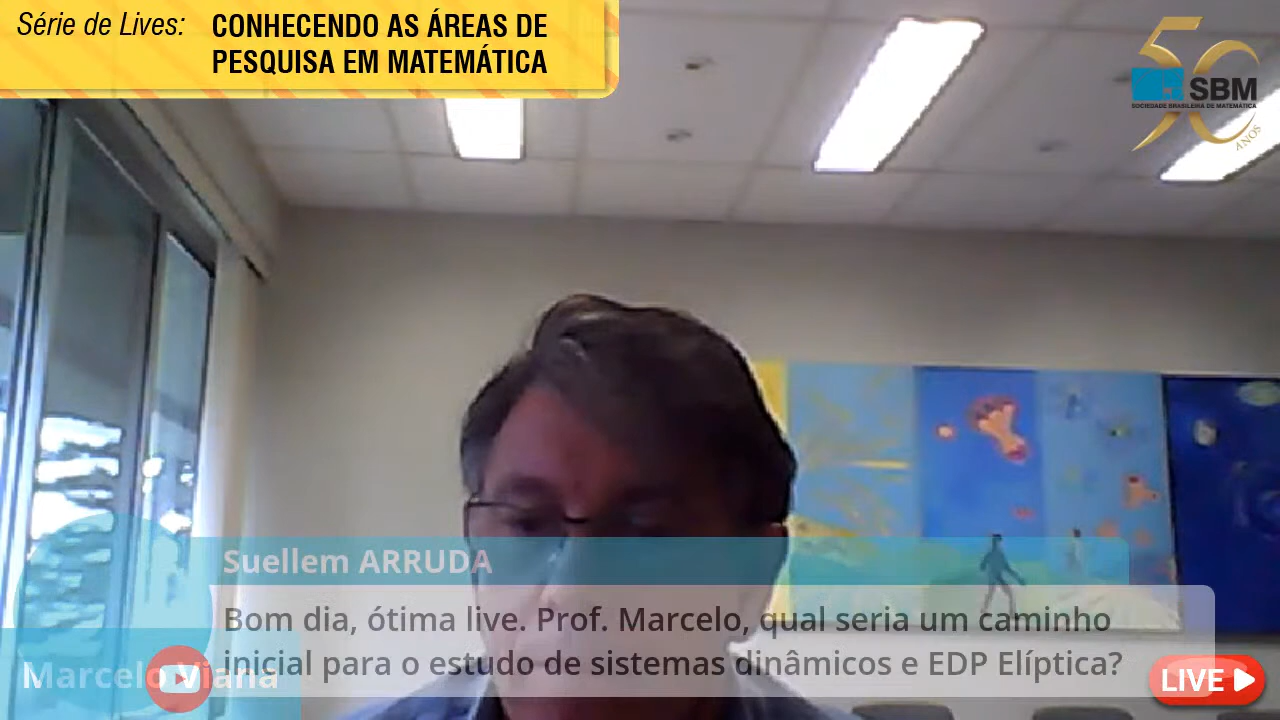 Série de Lives:
CONHECENDO AS ÁREAS DE
PESQUISA EM MATEMÁTICA
50
SBM
SOCIEDADE BRASILEIRA DE MATEMÁTICA
ANOS
Suellem ARRUDA
Bom dia, ótima live. Prof. Marcelo, qual seria um caminho
inicial para o estudo de sistemas dinâmicos e EDP Elíptica?
Marcelo Viana
LIVE